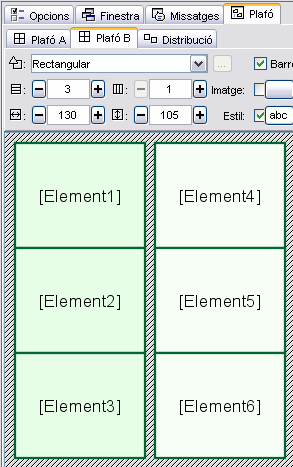 Opcions Finestra Missatges Plafó
Plafó A Plafó B Distribució
Rectangular ... Barre
3 1 Imatge:
130 105 Estil: abc
[Element1] [Element4]
[Element2] [Element5]
[Element3] [Element6]